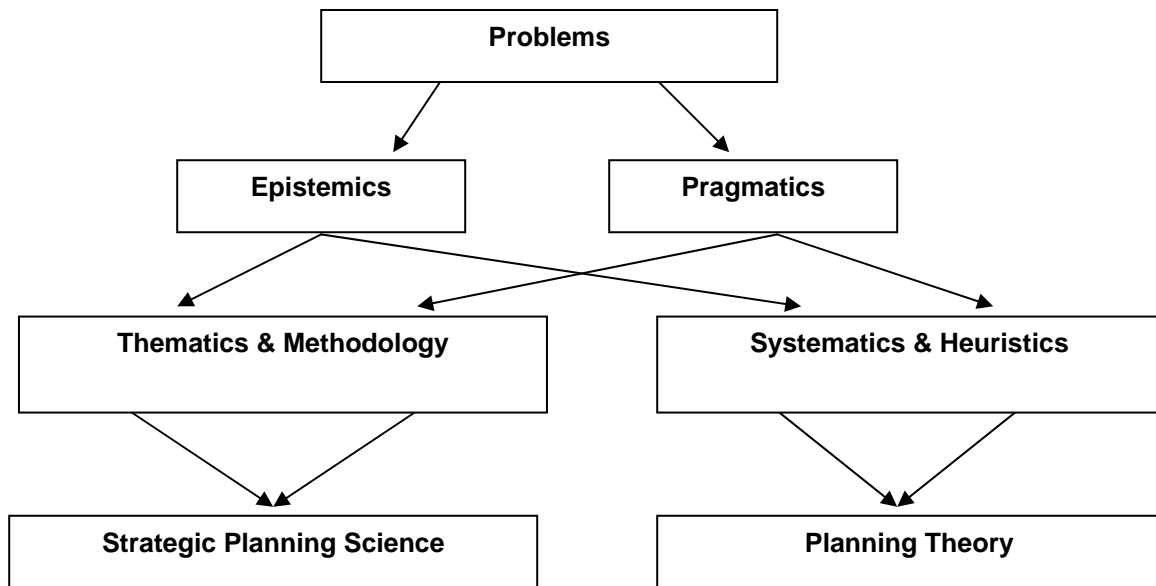 Problems
Epistemics
Pragmatics
Thematics & Methodology
Systematics & Heuristics
Strategic Planning Science
Planning Theory